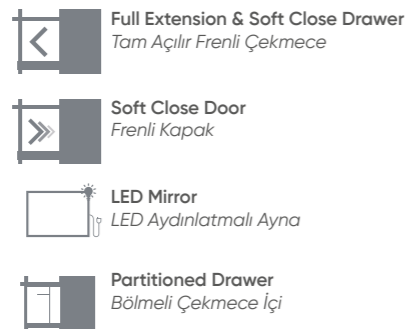 Full Extension & Soft Close Drawer
Tam Açılır Frenli Çekmece
Soft Close Door
Frenli Kapak
LED Mirror
LED Aydınlatmalı Ayna
Partitioned Drawer
Bölmeli Çekmece İçi